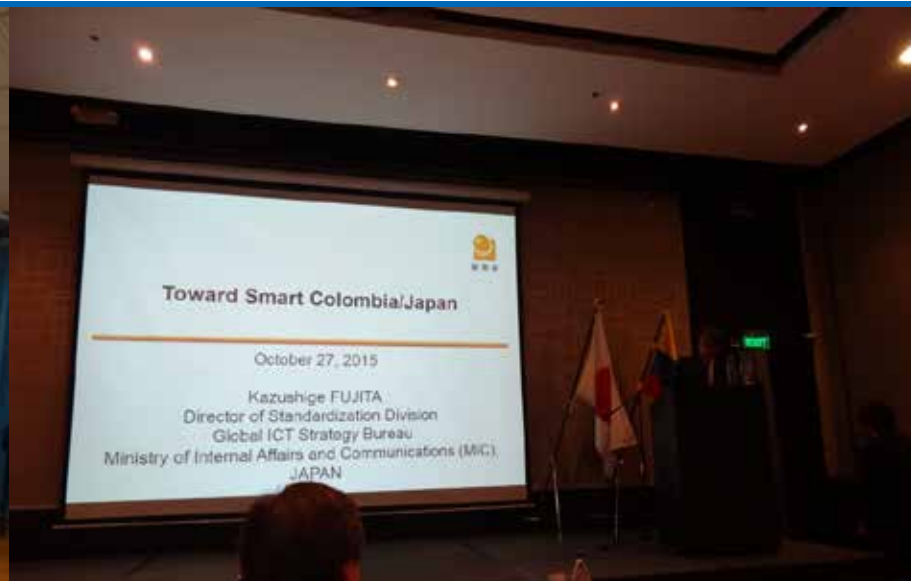 Toward Smart Colombia/Japan
October 27, 2015
Kazushige FUJITA
Director of Standardization Division
Global ICT Strategy Bureau
Ministry of Internal Affairs and Communications (MIC)
JAPAN